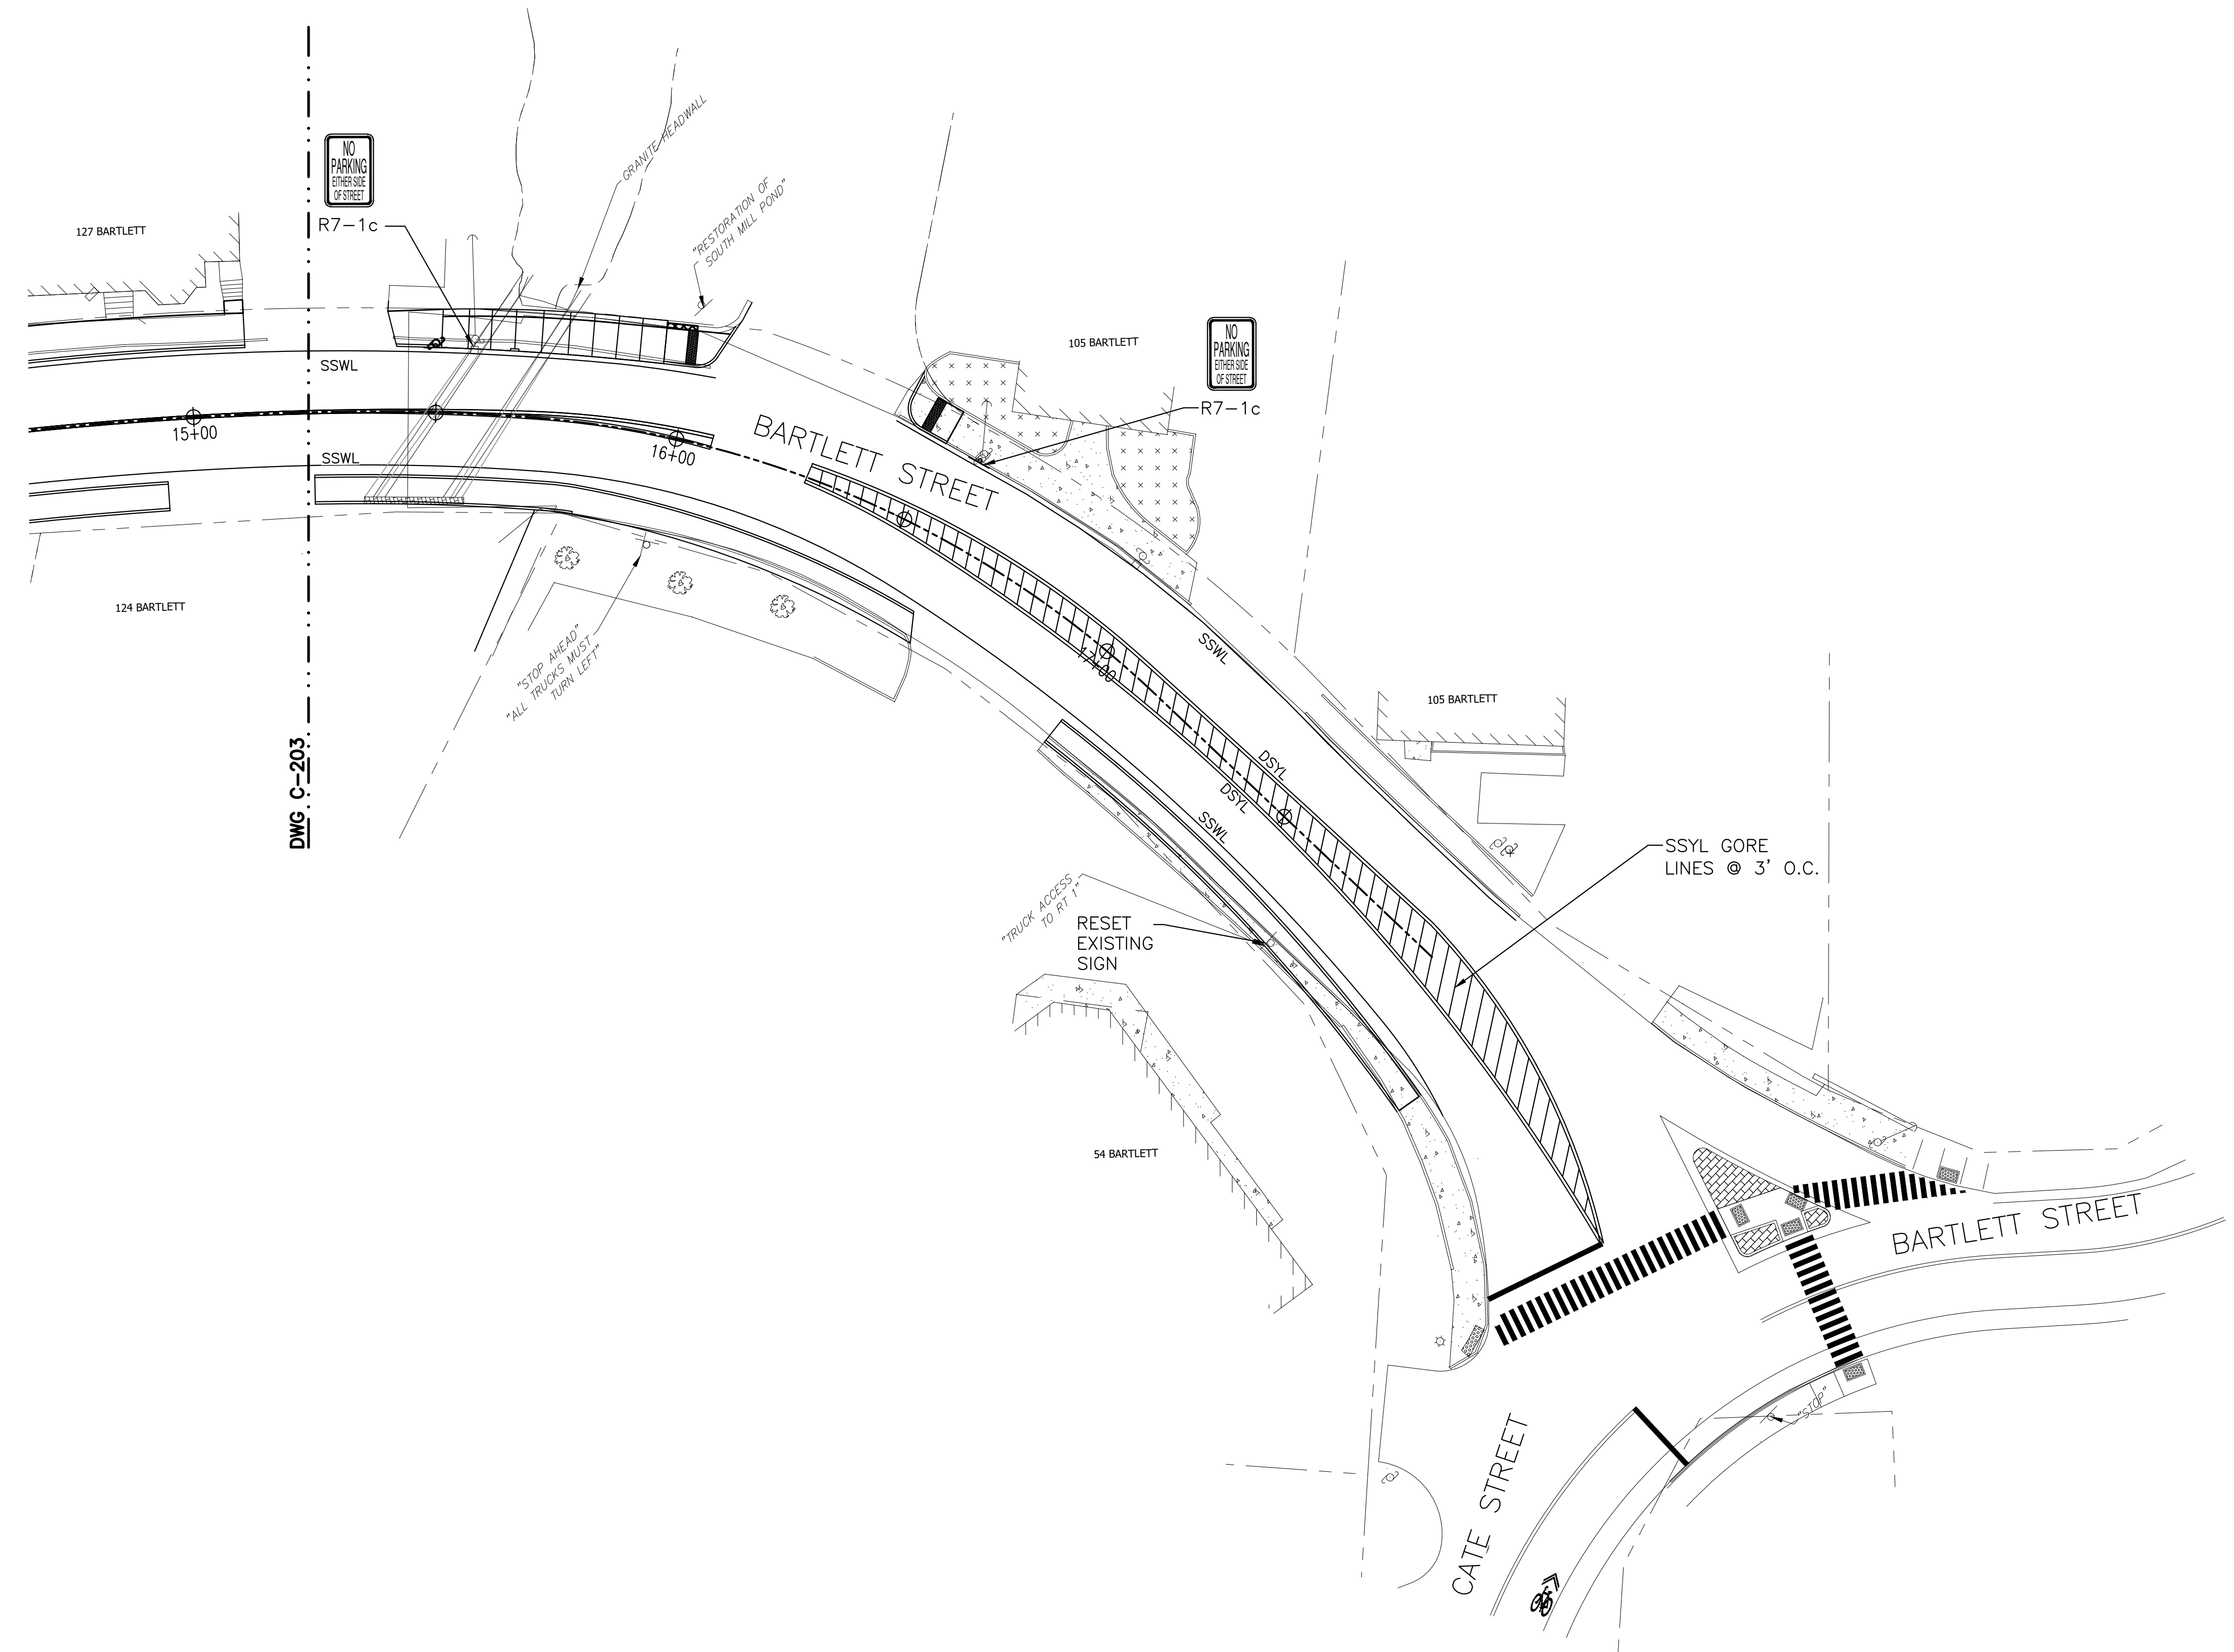 NO
PARKING
EITHER SIDE
OF STREET
R7-1c
127 BARTLETT
GRANITE HEADWALL
"RESTORATION OF
SOUTH MILL POND"
SSWL
15+00
SSWL
16+00
BARTLETT STREET
105 BARTLETT
NO
PARKING
EITHER SIDE
OF STREET
R7-1c
124 BARTLETT
DWG C-203
"STOP AHEAD"
"ALL TRUCKS MUST
TURN LEFT"
17+00
SSWL
105 BARTLETT
DSYL
DSYL
SSWL
SSYL GORE
LINES @ 3' O.C.
"TRUCK ACCESS
TO RT 1"
RESET
EXISTING
SIGN
54 BARTLETT
BARTLETT STREET
"STOP"
CATE STREET